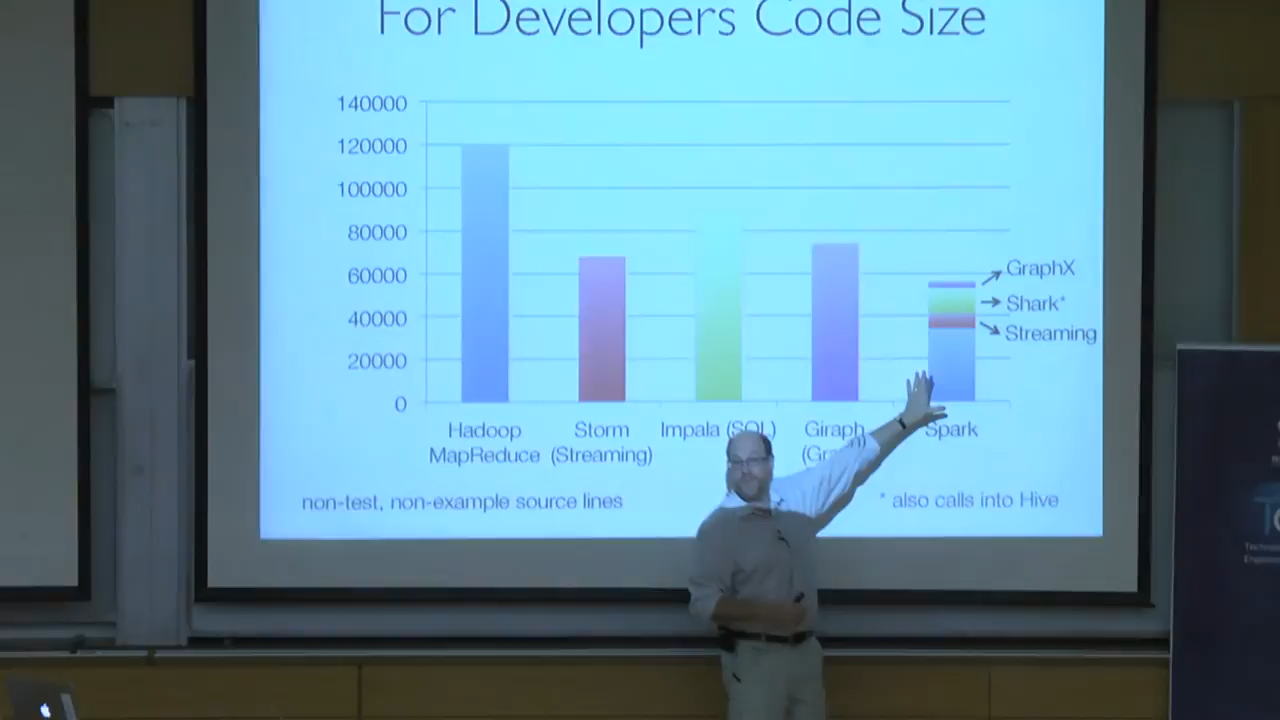 For Developers Code Size
140000
120000
100000
80000
60000
40000
20000
0
GraphX
Shark*
Streaming
Hadoop
MapReduce
Storm
(Streaming)
Impala (SQL)
Giraph
Spark
non-test, non-example source lines
* also calls into Hive